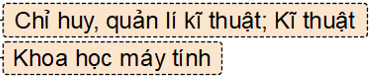 Chỉ huy, quản lí kĩ thuật; Kĩ thuật
Khoa học máy tính